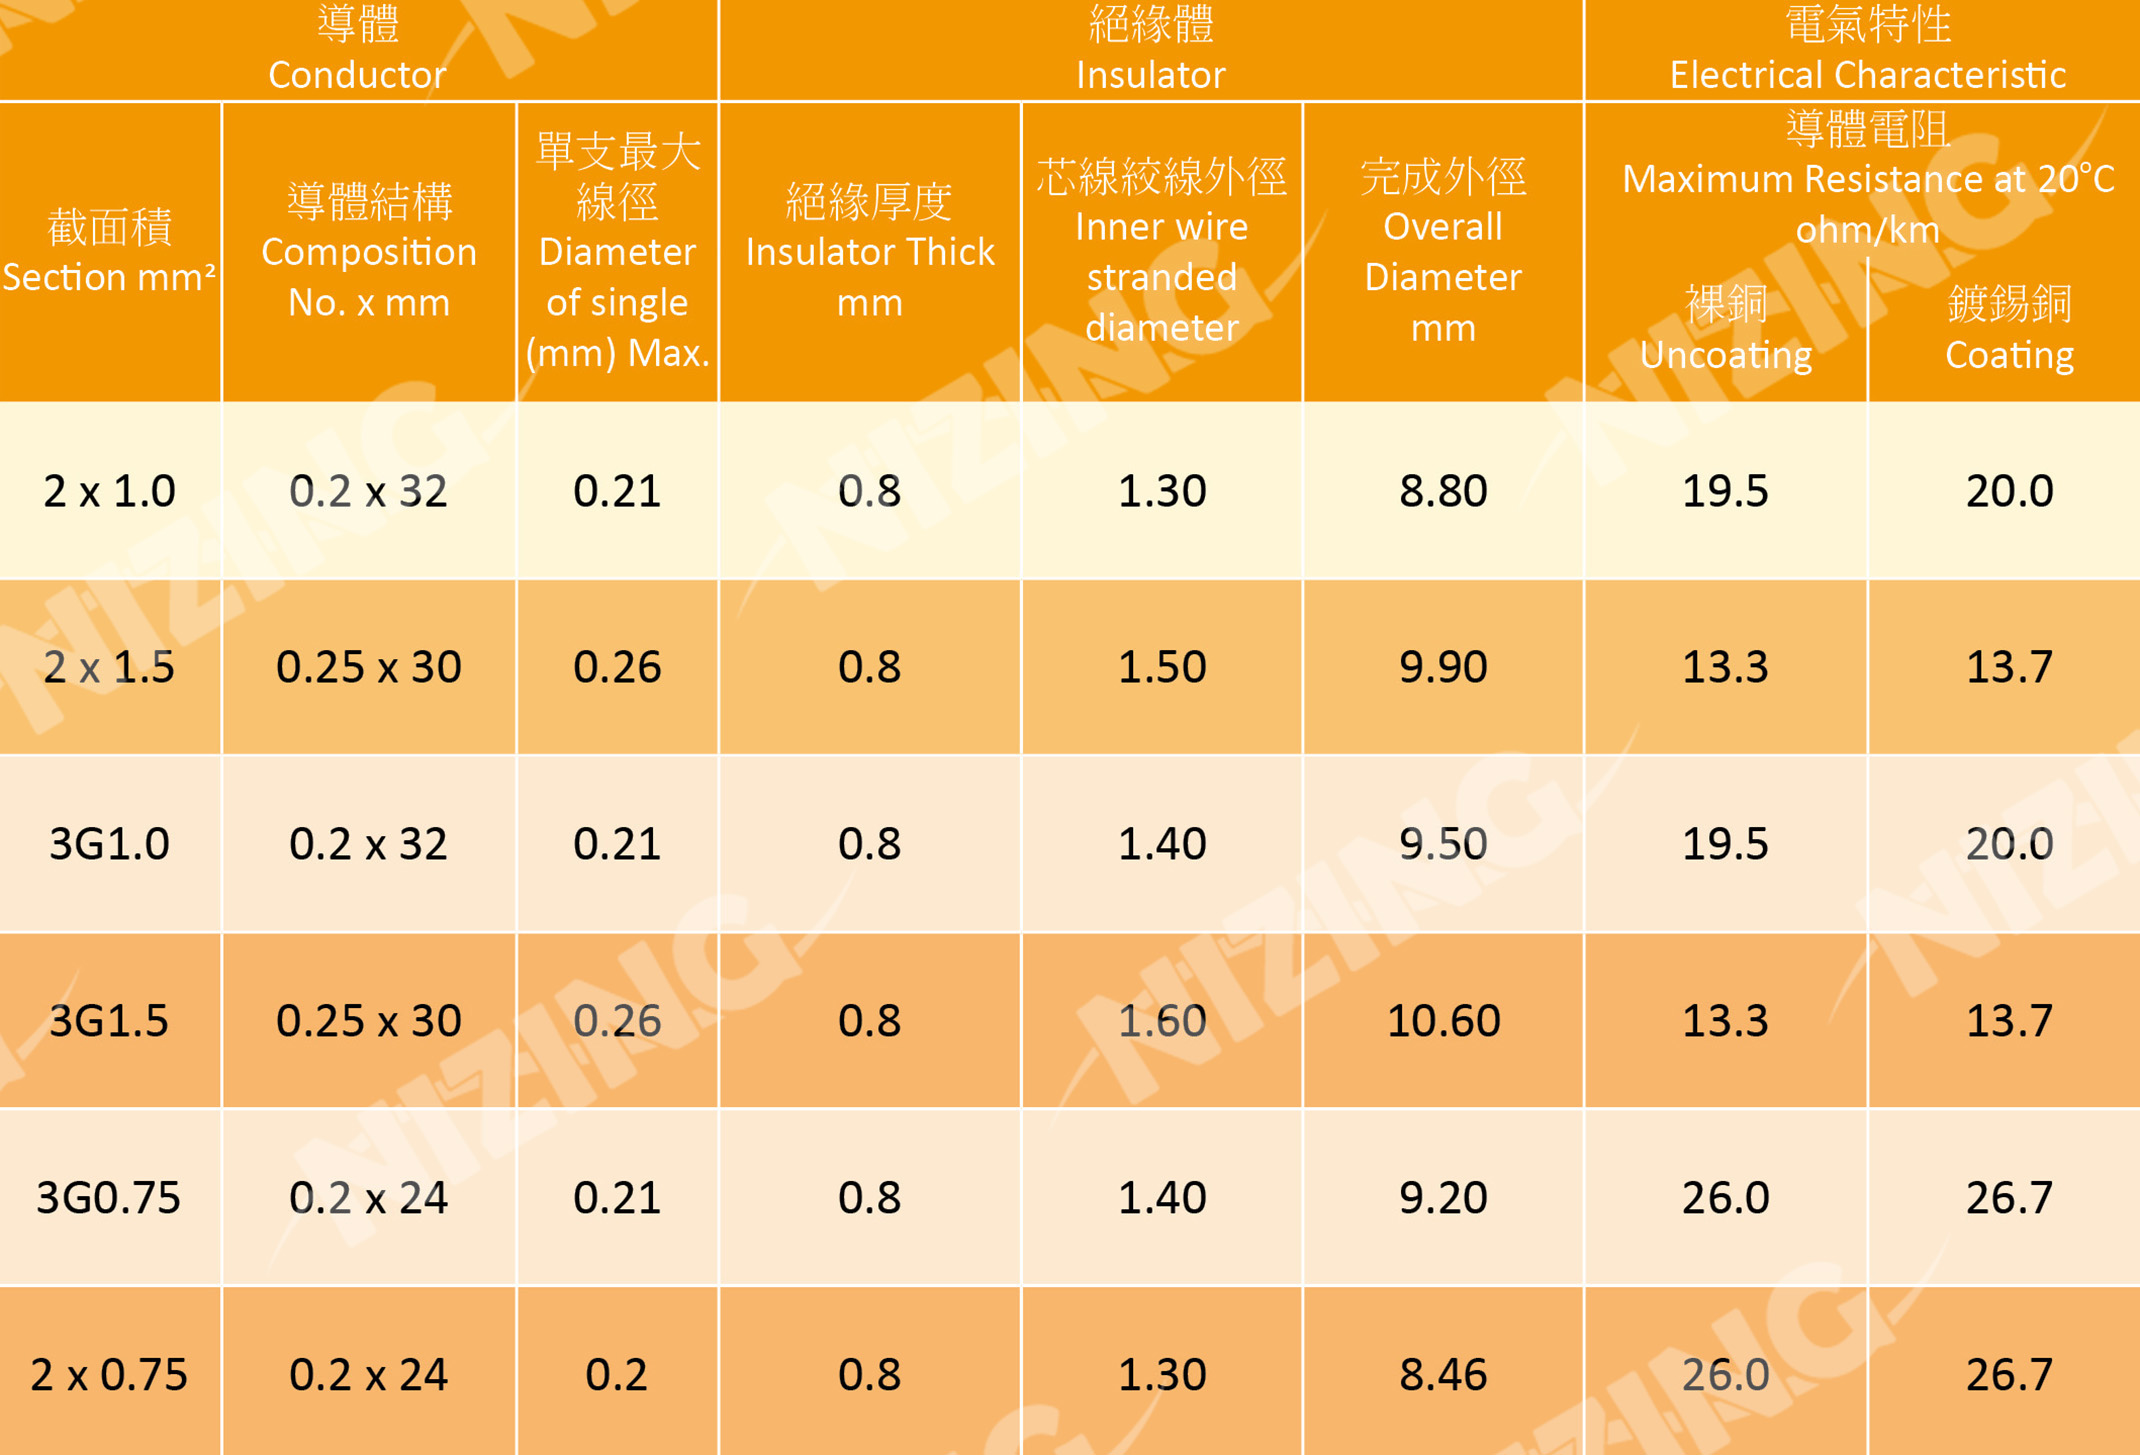 導體
Conductor
絕緣體
Insulator
電氣特性
Electrical Characteristic
截面積
Section mm²
導體結構
Composition
No. x mm
單支最大
線徑
Diameter
of single
(mm) Max.
絕緣厚度
Insulator Thick
mm
芯線絞線外徑
Inner wire
stranded
diameter
完成外徑
Overall
Diameter
mm
導體電阻
Maximum Resistance at 20°C
ohm/km
裸銅
Uncoating
鍍錫銅
Coating
2 x 1.0 0.2 x 32 0.21 0.8 1.30 8.80 19.5 20.0
2 x 1.5 0.25 x 30 0.26 0.8 1.50 9.90 13.3 13.7
3G1.0 0.2 x 32 0.21 0.8 1.40 9.50 19.5 20.0
3G1.5 0.25 x 30 0.26 0.8 1.60 10.60 13.3 13.7
3G0.75 0.2 x 24 0.21 0.8 1.40 9.20 26.0 26.7
2 x 0.75 0.2 x 24 0.2 0.8 1.30 8.46 26.0 26.7
NIZING
NIZING
NIZING
NIZING
NIZING
NIZING
NIZING
NIZING